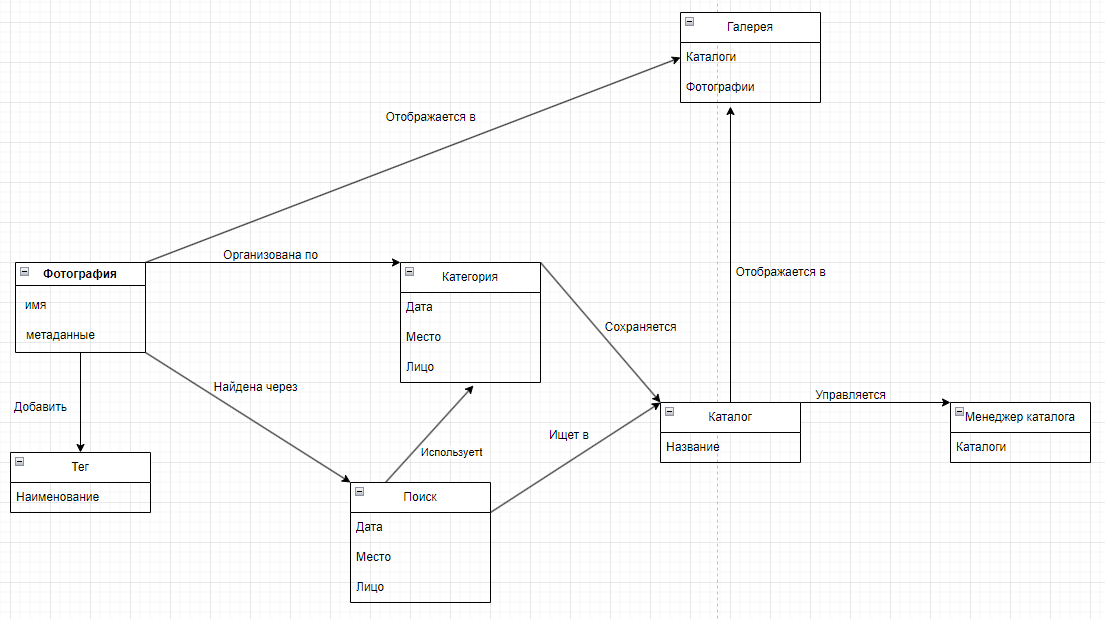 Галерея
Каталоги
Фотографии
Отображается в
Организована по
Фотография
имя
метаданные
Категория
Дата
Место
Лицо
Отображается в
Сохраняется
Найдена через
Добавить
Управляется
Каталог
Название
Менеджер каталога
Каталоги
Ищет в
Используетt
Тег
Наименование
Поиск
Дата
Место
Лицо